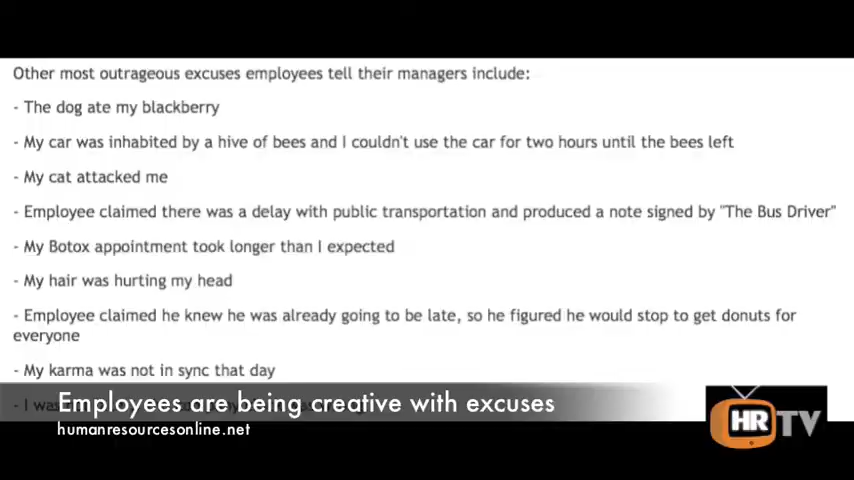 Other most outrageous excuses employees tell their managers include:
- The dog ate my blackberry
- My car was inhabited by a hive of bees and I couldn't use the car for two hours until the bees left
- My cat attacked me
- Employee claimed there was a delay with public transportation and produced a note signed by "The Bus Driver"
- My Botox appointment took longer than I expected
- My hair was hurting my head
- Employee claimed he knew he was already going to be late, so he figured he would stop to get donuts for
everyone
- My karma was not in sync that day
- I was
Employees are being creative with excuses
humanresourcesonline.net
HR TV